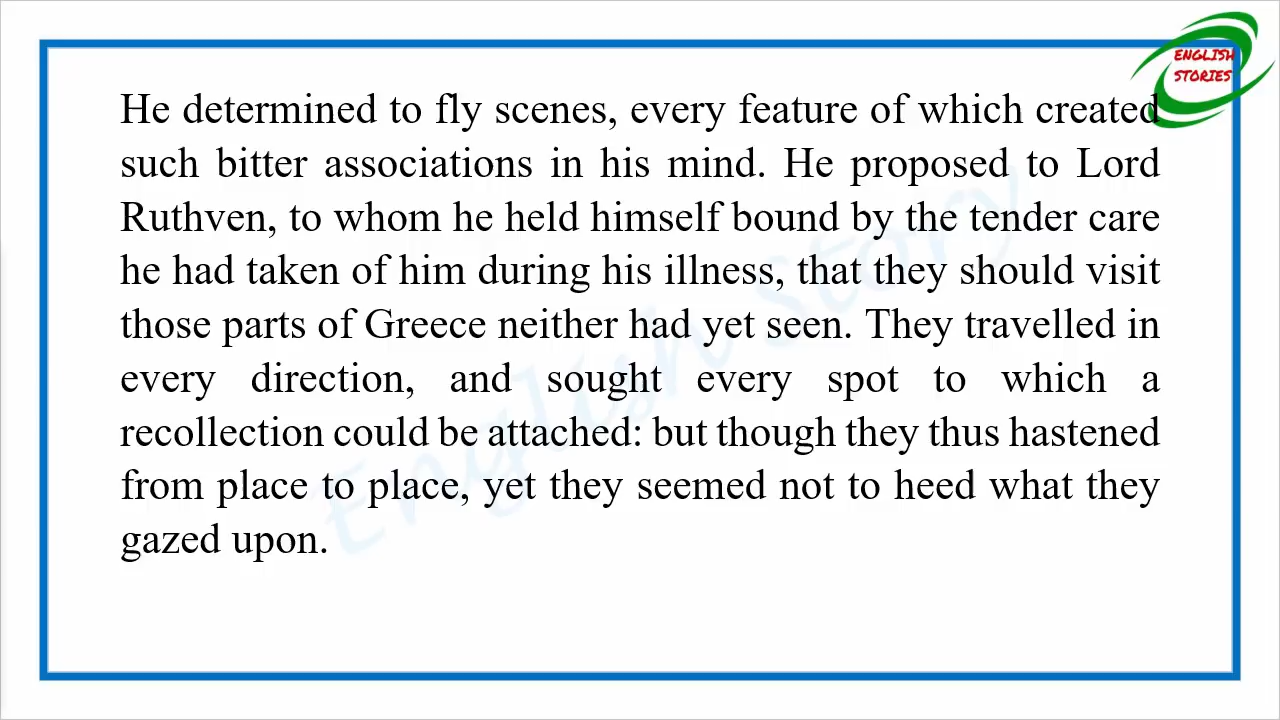 ENGLISH
STORIES
He determined to fly scenes, every feature of which created
such bitter associations in his mind. He proposed to Lord
Ruthven, to whom he held himself bound by the tender care
he had taken of him during his illness, that they should visit
those parts of Greece neither had yet seen. They travelled in
every direction, and sought every spot to which a
recollection could be attached: but though they thus hastened
from place to place, yet they seemed not to heed what they
gazed upon.
English Story